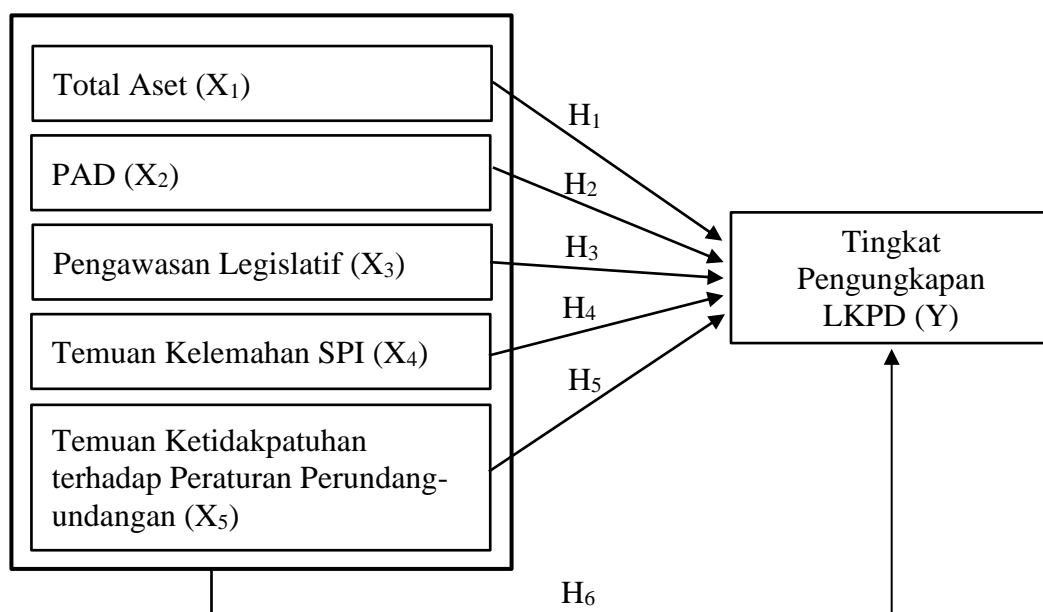 Total Aset (X₁)
H₁
PAD (X₂)
H₂
Pengawasan Legislatif (X₃)
H₃
Tingkat
Pengungkapan
LKPD (Y)
Temuan Kelemahan SPI (X₄)
H₄
Temuan Ketidakpatuhan
terhadap Peraturan Perundang-
undangan (X₅)
H₅
H₆